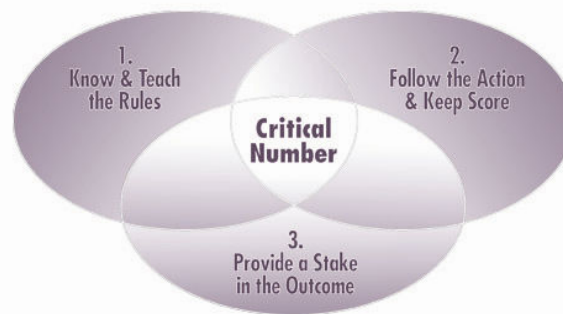 1.
Know & Teach
the Rules
2.
Follow the Action
& Keep Score
Critical
Number
3.
Provide a Stake
in the Outcome